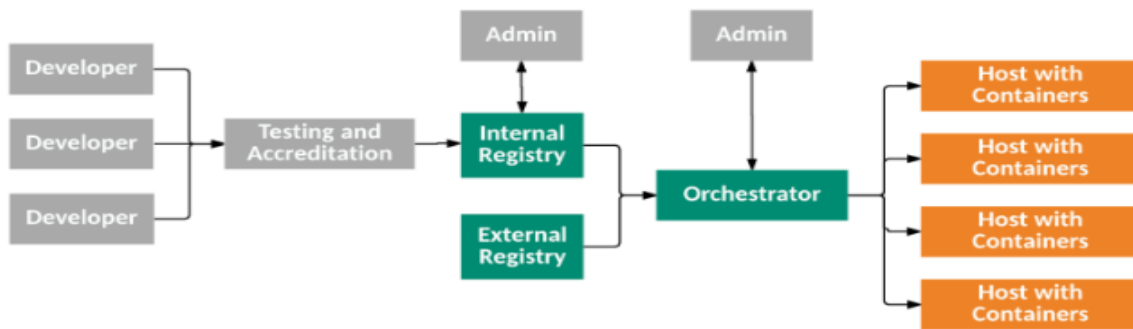 Developer
Developer
Developer
Testing and
Accreditation
Admin
Internal
Registry
External
Registry
Admin
Orchestrator
Host with
Containers
Host with
Containers
Host with
Containers
Host with
Containers